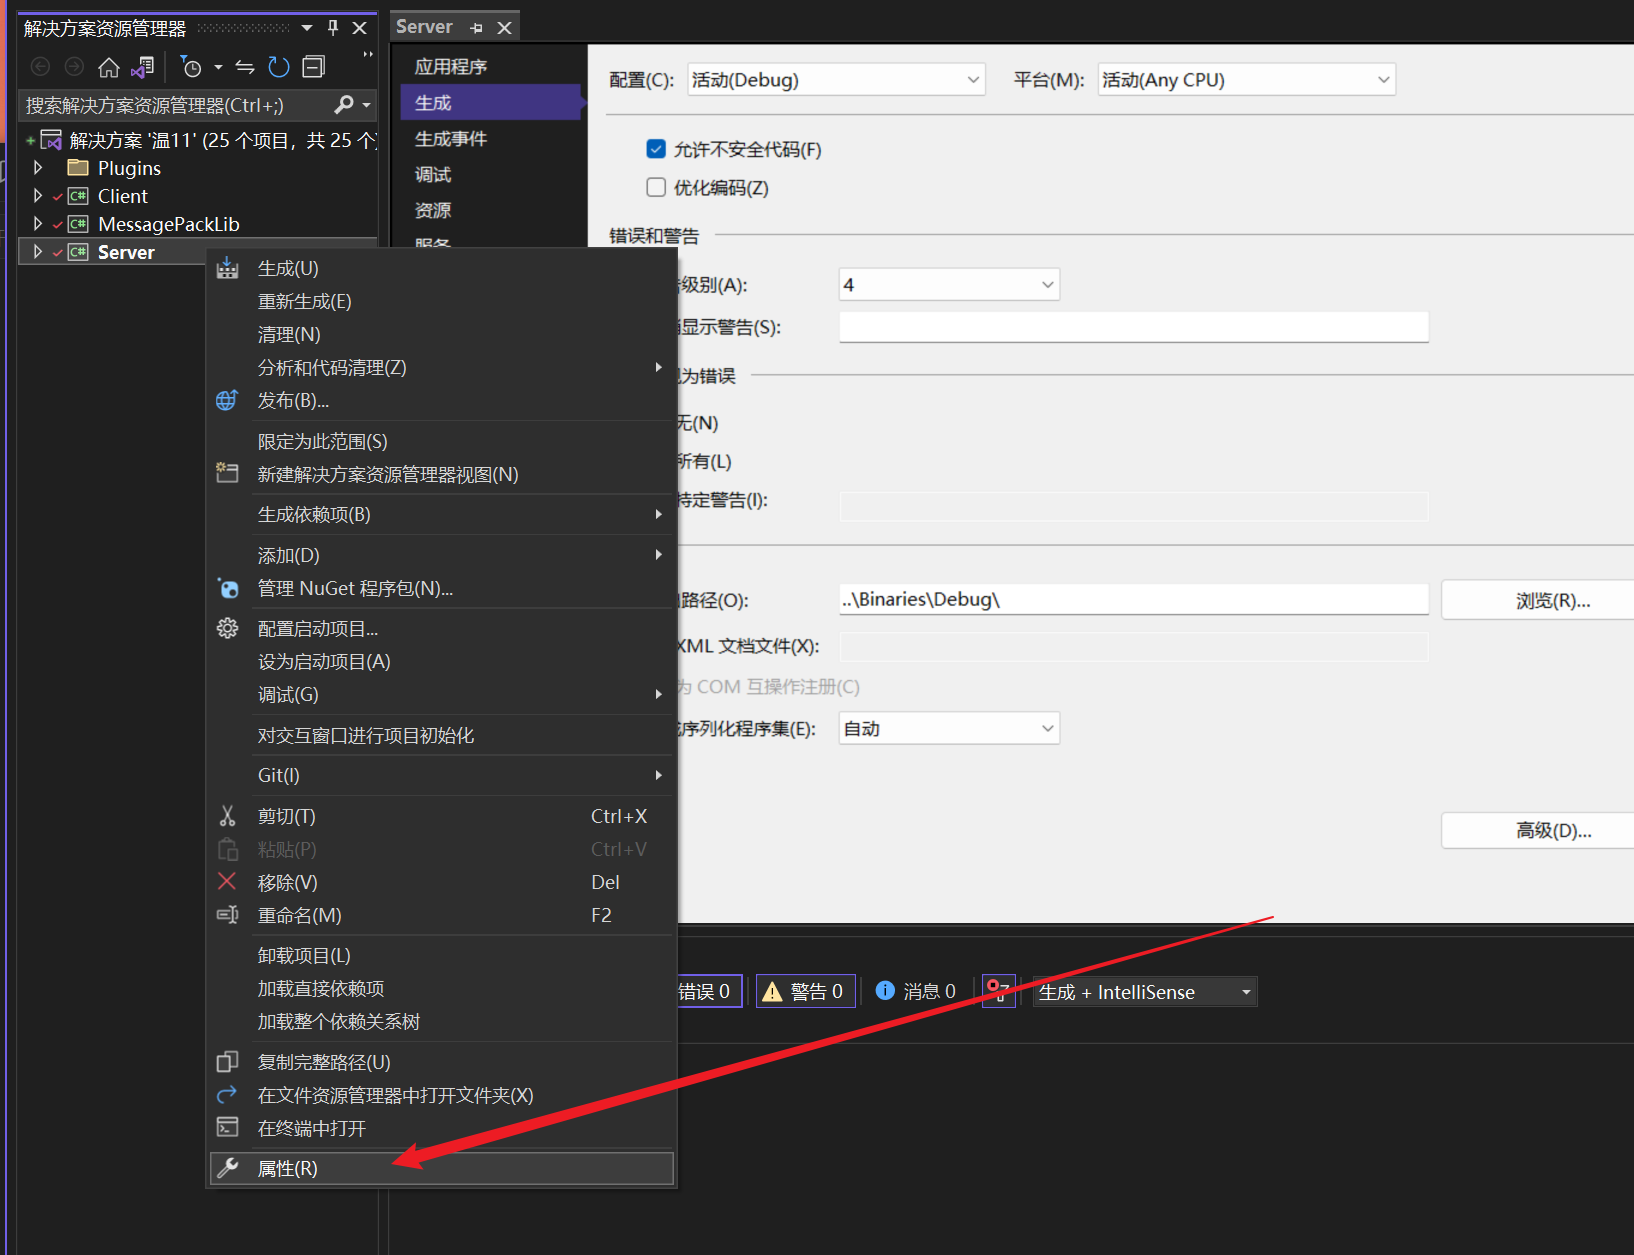 解决方案资源管理器
搜索解决方案资源管理器(Ctrl+;)
解决方案 '温11' (25 个项目，共 25 个)
Plugins
C# Client
C# MessagePackLib
C# Server
Server
应用程序
生成
生成事件
调试
资源
服务
配置(C):
活动(Debug)
平台(M):
活动(Any CPU)
允许不安全代码(F)
优化编码(Z)
错误和警告
级别(A):
4
显示警告(S):
为错误
无(N)
所有(L)
特定警告(I):
路径(O):
..\Binaries\Debug\
浏览(R)...
XML 文档文件(X):
为 COM 互操作注册(C)
序列化程序集(E):
自动
高级(D)...
生成(U)
重新生成(E)
清理(N)
分析和代码清理(Z)
发布(B)...
限定为此范围(S)
新建解决方案资源管理器视图(N)
生成依赖项(B)
添加(D)
管理 NuGet 程序包(N)...
配置启动项目...
设为启动项目(A)
调试(G)
对交互窗口进行项目初始化
Git(I)
剪切(T) Ctrl+X
粘贴(P) Ctrl+V
移除(V) Del
重命名(M) F2
卸载项目(L)
加载直接依赖项
加载整个依赖关系树
复制完整路径(U)
在文件资源管理器中打开文件夹(X)
在终端中打开
属性(R)
错误 0
警告 0
消息 0
生成 + IntelliSense